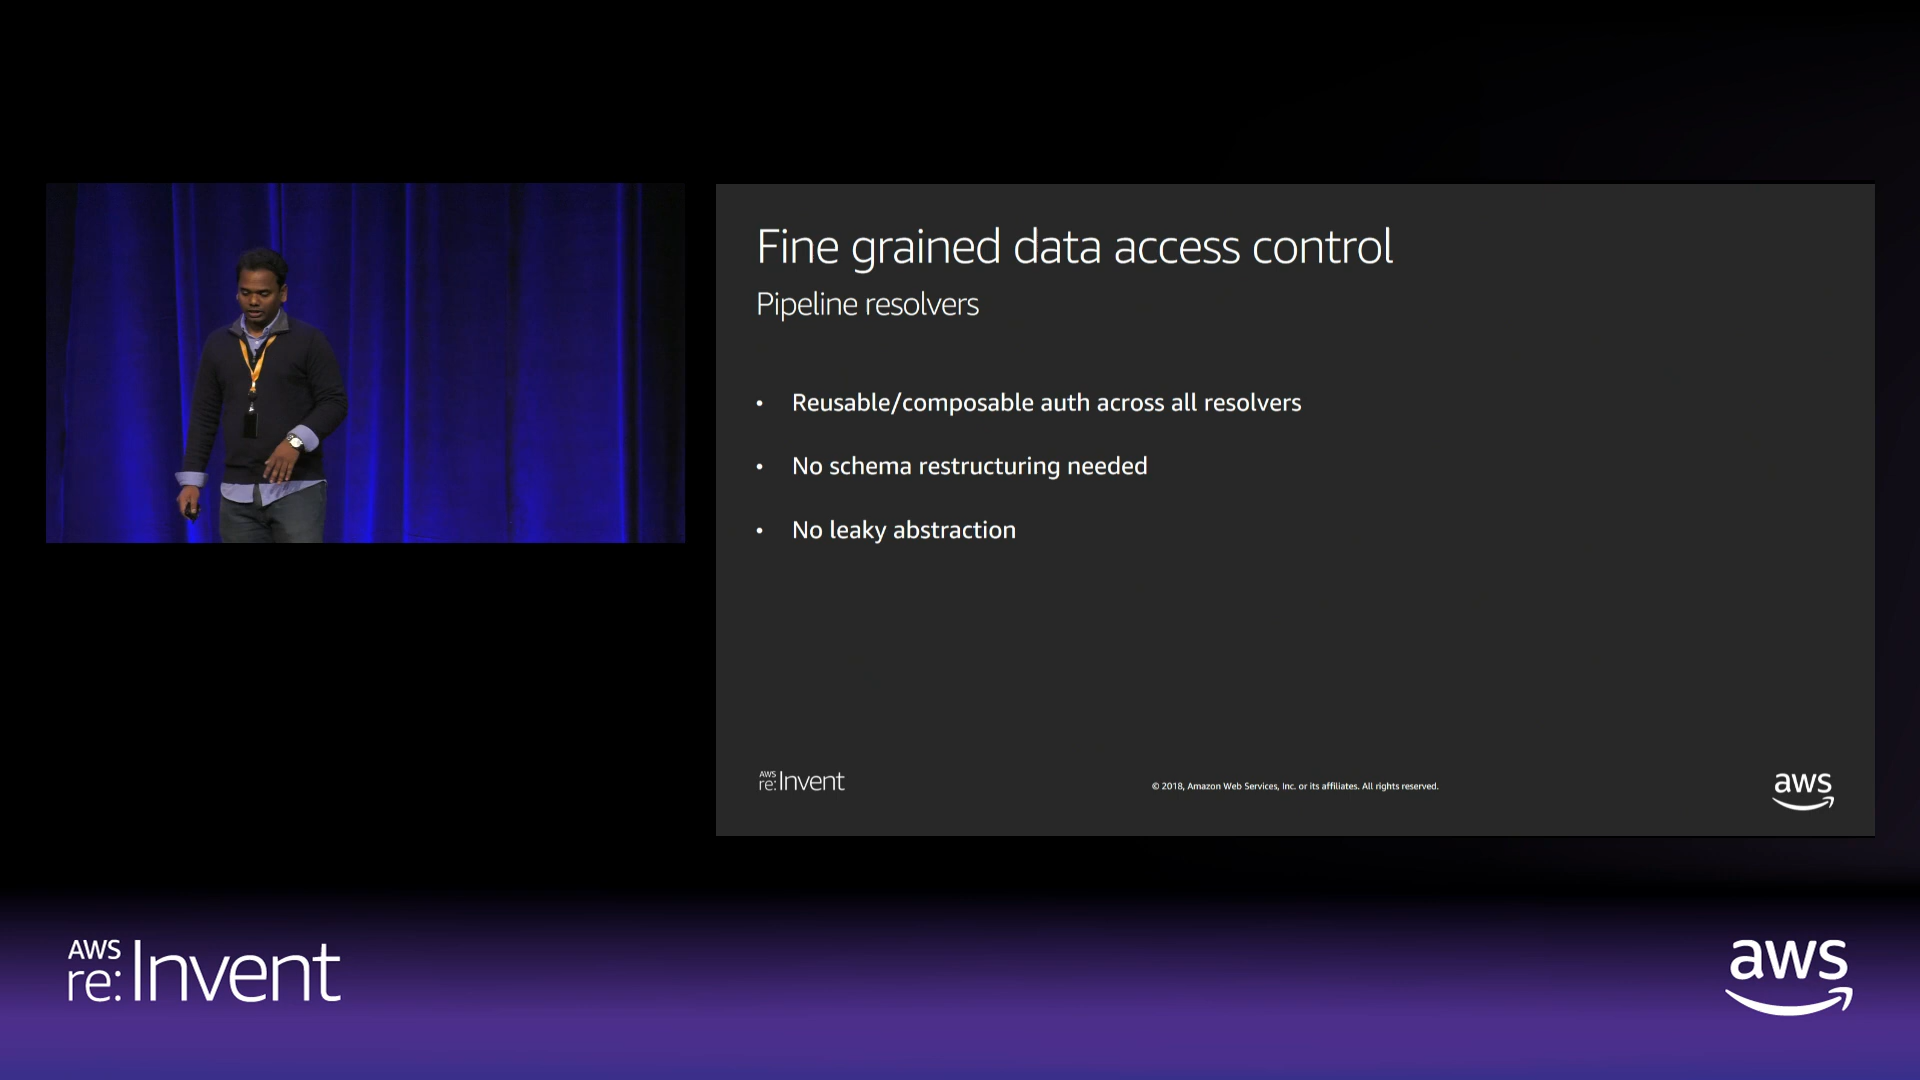 Fine grained data access control
Pipeline resolvers
• Reusable/composable auth across all resolvers
• No schema restructuring needed
• No leaky abstraction
AWS
re:Invent
© 2018, Amazon Web Services, Inc. or its affiliates. All rights reserved.
aws
AWS
re:Invent
aws